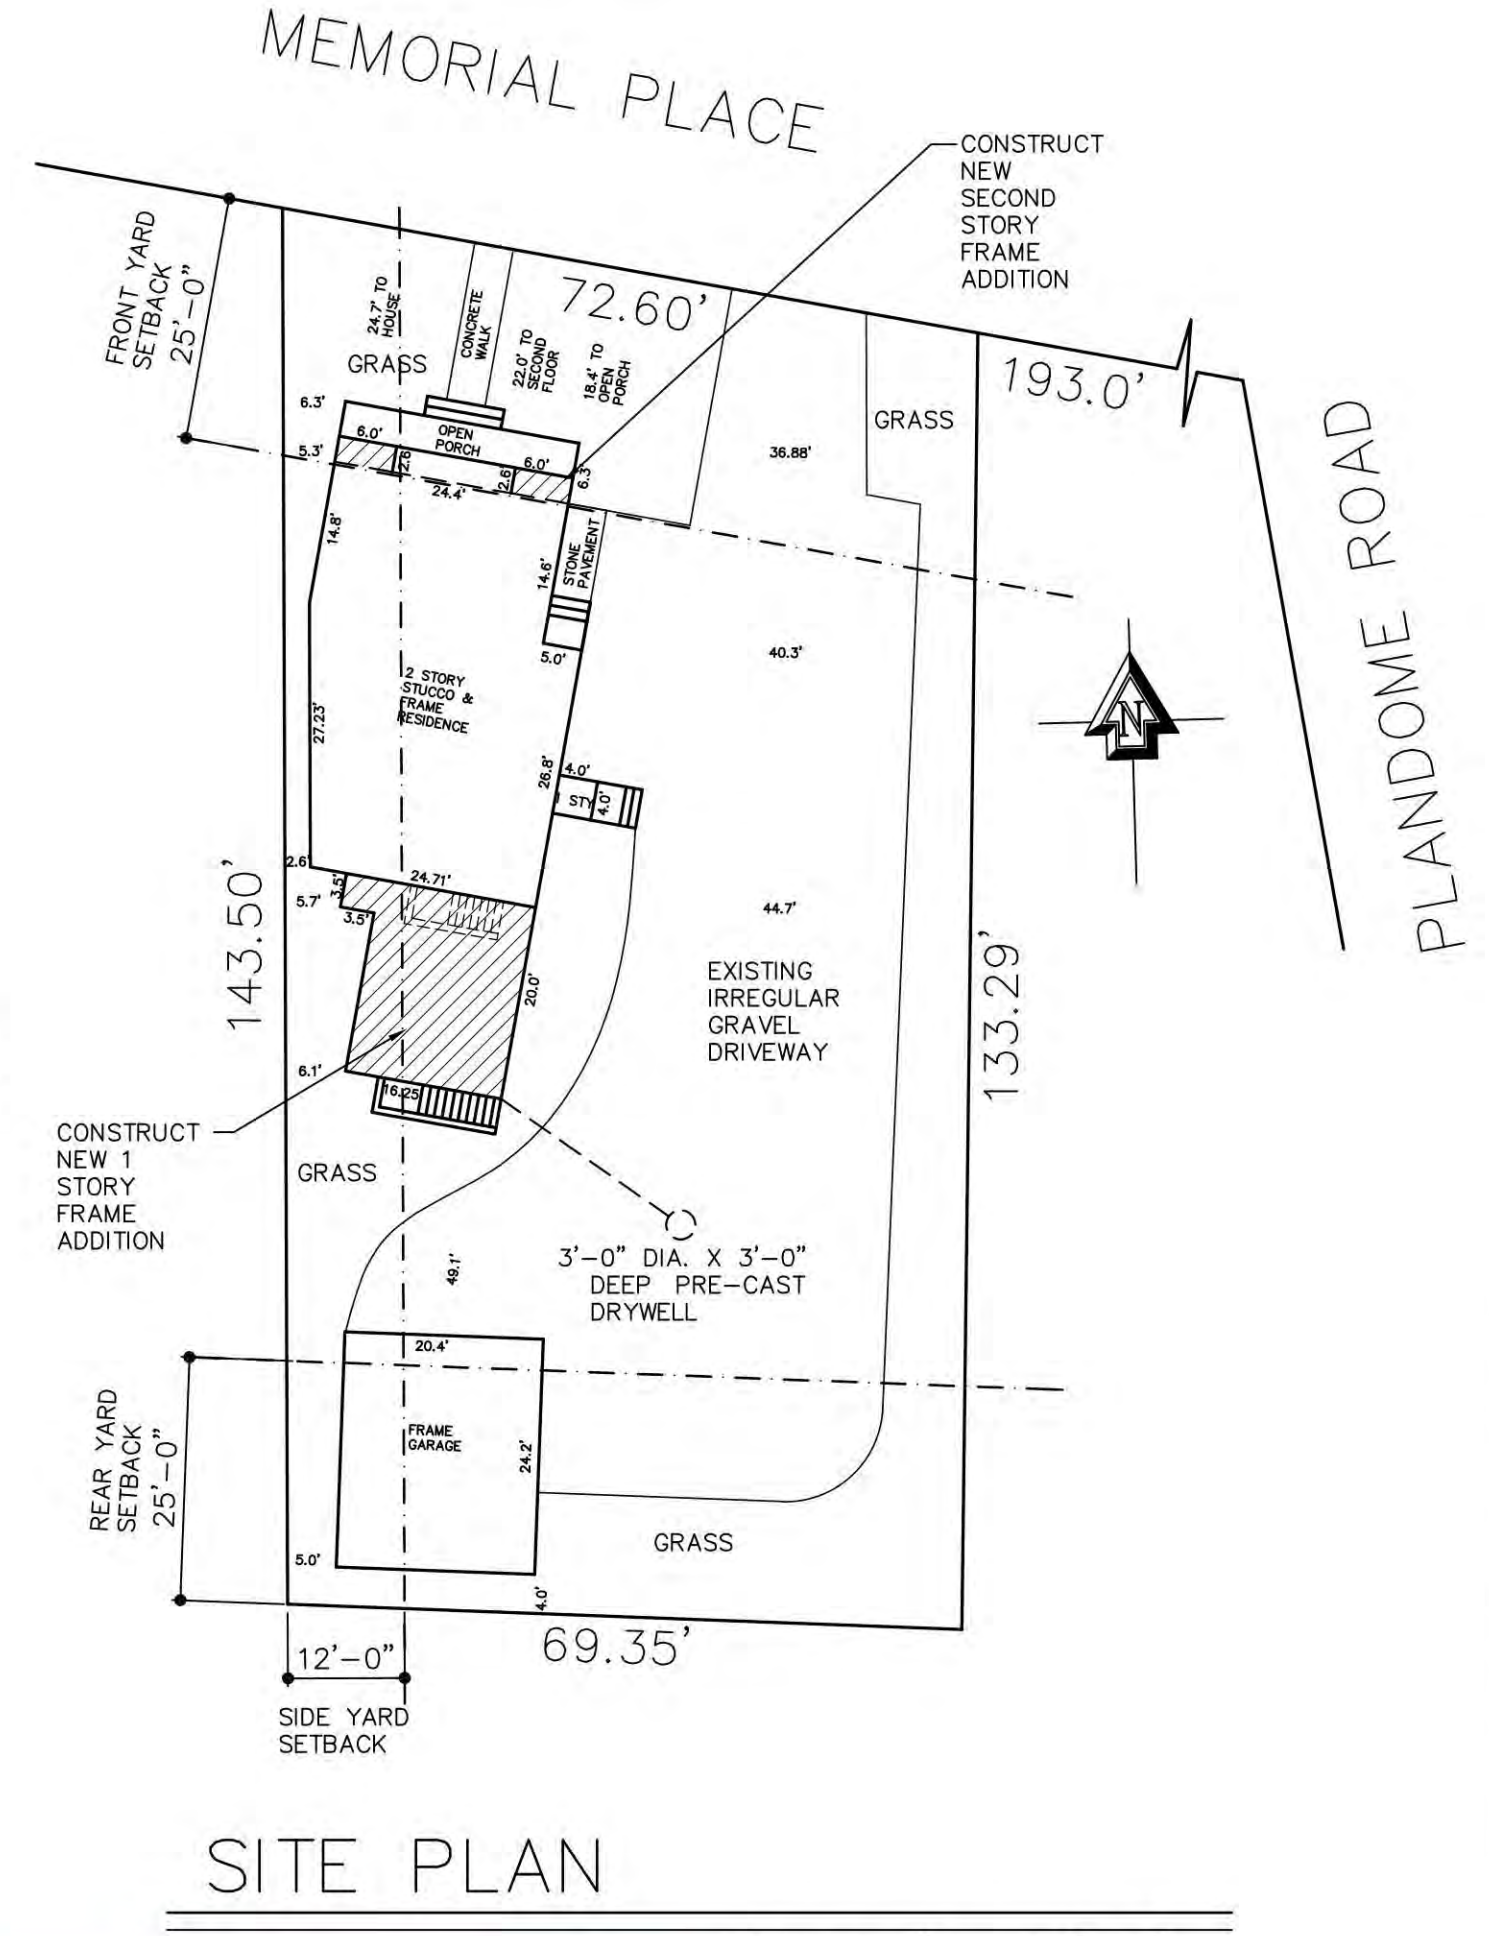 MEMORIAL PLACE
CONSTRUCT
NEW
SECOND
STORY
FRAME
ADDITION
FRONT YARD
SETBACK
25'-0"
24.7' TO
HOUSE
CONCRETE
WALK
72.60'
22.0' TO
SECOND
FLOOR
18.4' TO
OPEN
PORCH
GRASS
193.0'
GRASS
6.3'
OPEN
PORCH
6.0'
5.3'
2.6'
6.0'
2.6'
6.3'
24.4'
36.88'
PLANDOME ROAD
14.8'
14.6'
STONE
PAVEMENT
5.0'
40.3'
2 STORY
STUCCO &
FRAME
RESIDENCE
N
27.23'
26.8'
4.0'
1 STY
4.0'
2.6'
24.71'
3.5'
5.7'
3.5'
44.7'
143.50'
20.0'
EXISTING
IRREGULAR
GRAVEL
DRIVEWAY
133.29'
6.1'
16.25
CONSTRUCT
NEW 1
STORY
FRAME
ADDITION
GRASS
49.1'
3'-0" DIA. X 3'-0"
DEEP PRE-CAST
DRYWELL
20.4'
REAR YARD
SETBACK
25'-0"
FRAME
GARAGE
24.2'
GRASS
5.0'
4.0'
69.35'
12'-0"
SIDE YARD
SETBACK
SITE PLAN